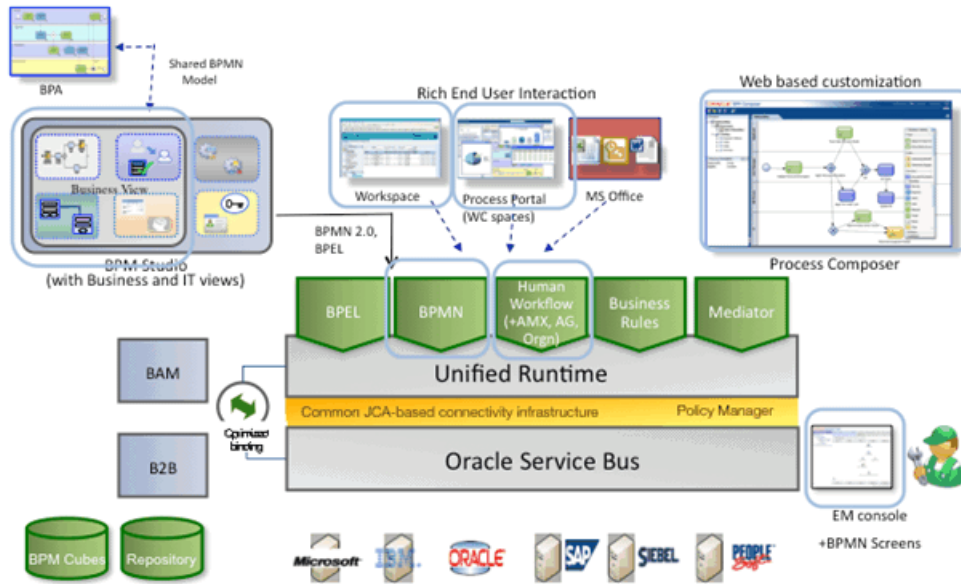 Shared BPMN
Model
BPA
Business View
BPM Studio
(with Business and IT views)
Rich End User Interaction
Workspace
Process Portal
(WC spaces)
MS Office
Web based customization
Process Composer
BPMN 2.0,
BPEL
BPEL
BPMN
Human
Workflow
(+AMX, AG,
Orgn)
Business
Rules
Mediator
Unified Runtime
Common JCA-based connectivity infrastructure
Policy Manager
Oracle Service Bus
BAM
B2B
Optimized
binding
EM console
+BPMN Screens
BPM Cubes
Repository
Microsoft
IBM
ORACLE
SAP
SIEBEL
PEOPLE
Soft